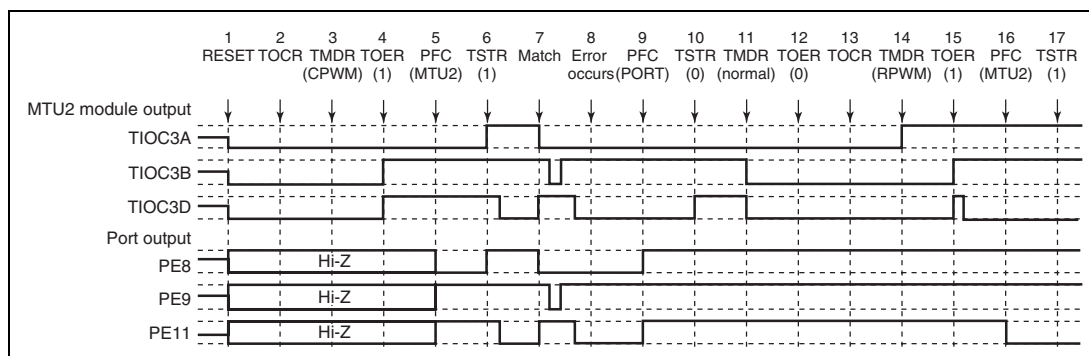 1 2 3 4 5 6 7 8 9 10 11 12 13 14 15 16 17
RESET TOCR TMDR TOER PFC TSTR Match Error PFC TSTR TMDR TOER TOCR TMDR TOER PFC TSTR
(CPWM) (1) (MTU2) (1) occurs (PORT) (0) (normal) (0) (RPWM) (1) (MTU2) (1)
MTU2 module output
TIOC3A
TIOC3B
TIOC3D
Port output
PE8 Hi-Z
PE9 Hi-Z
PE11 Hi-Z